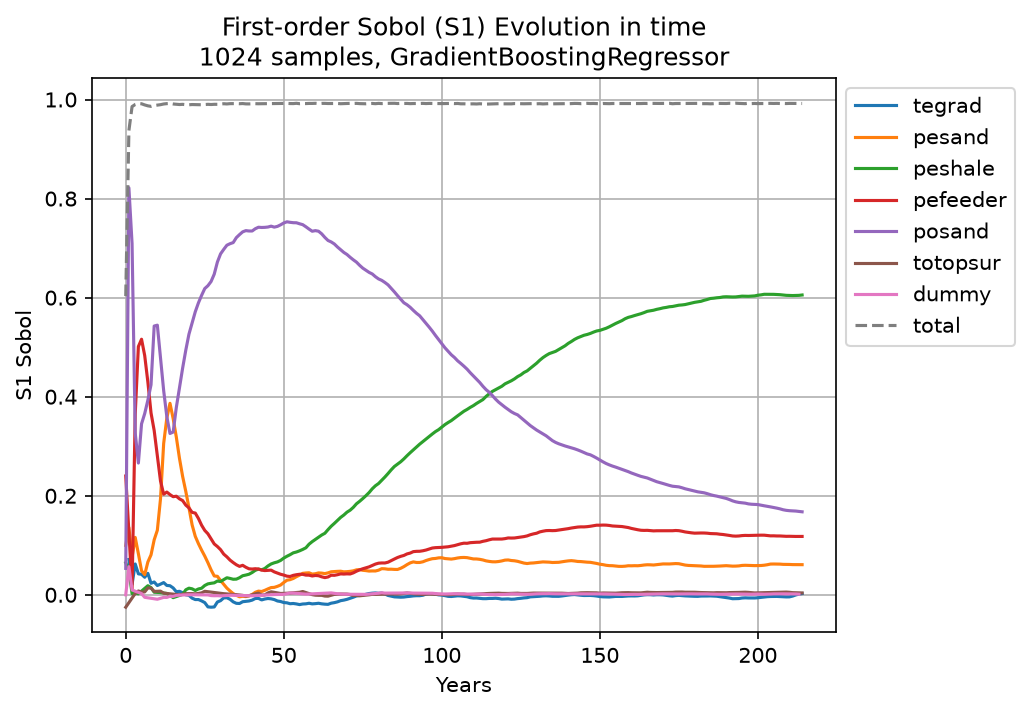 First-order Sobol (S1) Evolution in time
1024 samples, GradientBoostingRegressor
S1 Sobol
1.0
0.8
0.6
0.4
0.2
0.0
0
50
100
150
200
Years
tegrad
pesand
peshale
pefeeder
posand
totopsur
dummy
total